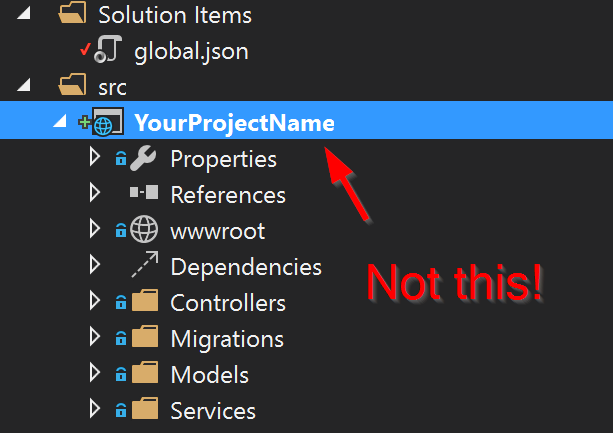 Solution Items
global.json
src
YourProjectName
Properties
References
wwwroot
Dependencies
Not this!
Controllers
Migrations
Models
Services